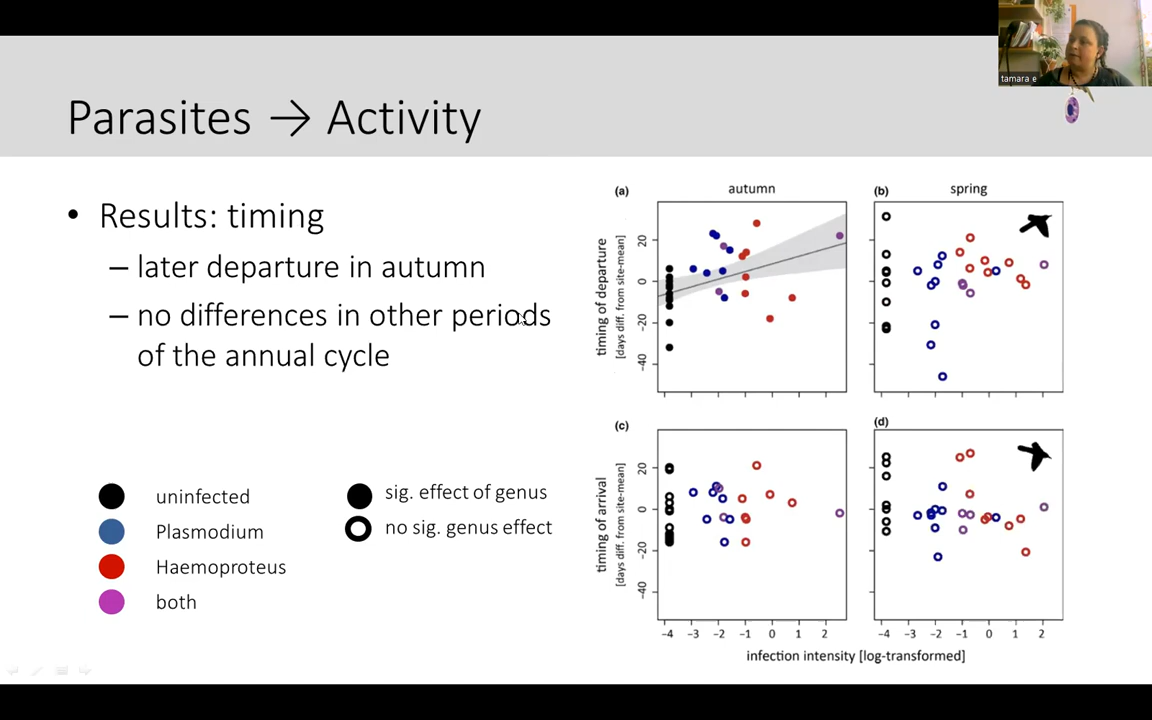 tamara e
Parasites → Activity
• Results: timing
– later departure in autumn
– no differences in other periods
of the annual cycle
uninfected
Plasmodium
Haemoproteus
both
sig. effect of genus
no sig. genus effect
(a) autumn
(b) spring
timing of departure
[days diff. from site-mean]
20
0
-20
-40
(c)
(d)
timing of arrival
[days diff. from site-mean]
20
0
-20
-40
-4 -3 -2 -1 0 1 2
-4 -3 -2 -1 0 1 2
infection intensity [log-transformed]